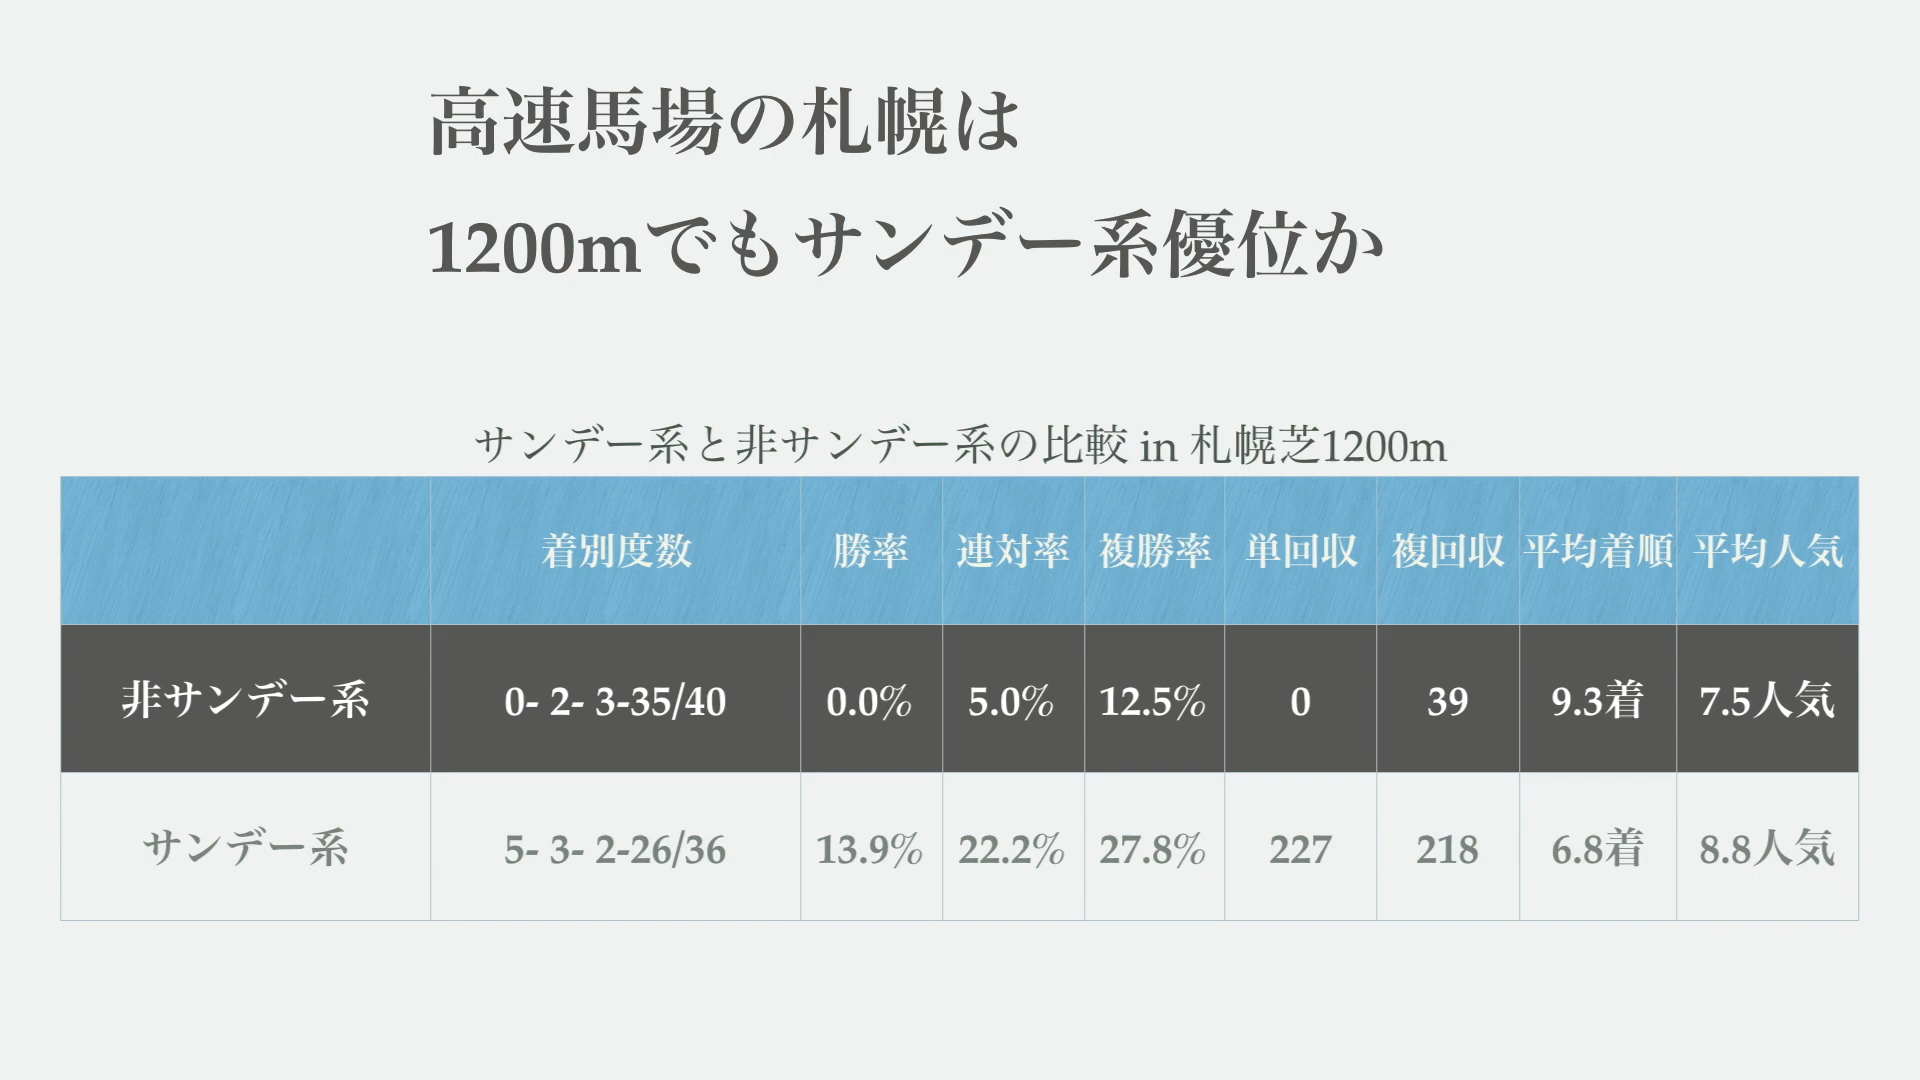 高速馬場の札幌は
1200mでもサンデー系優位か
サンデー系と非サンデー系の比較 in 札幌芝1200m
着別度数 勝率 連対率 複勝率 単回収 複回収 平均着順 平均人気
非サンデー系 0- 2- 3-35/40 0.0% 5.0% 12.5% 0 39 9.3着 7.5人気
サンデー系 5- 3- 2-26/36 13.9% 22.2% 27.8% 227 218 6.8着 8.8人気